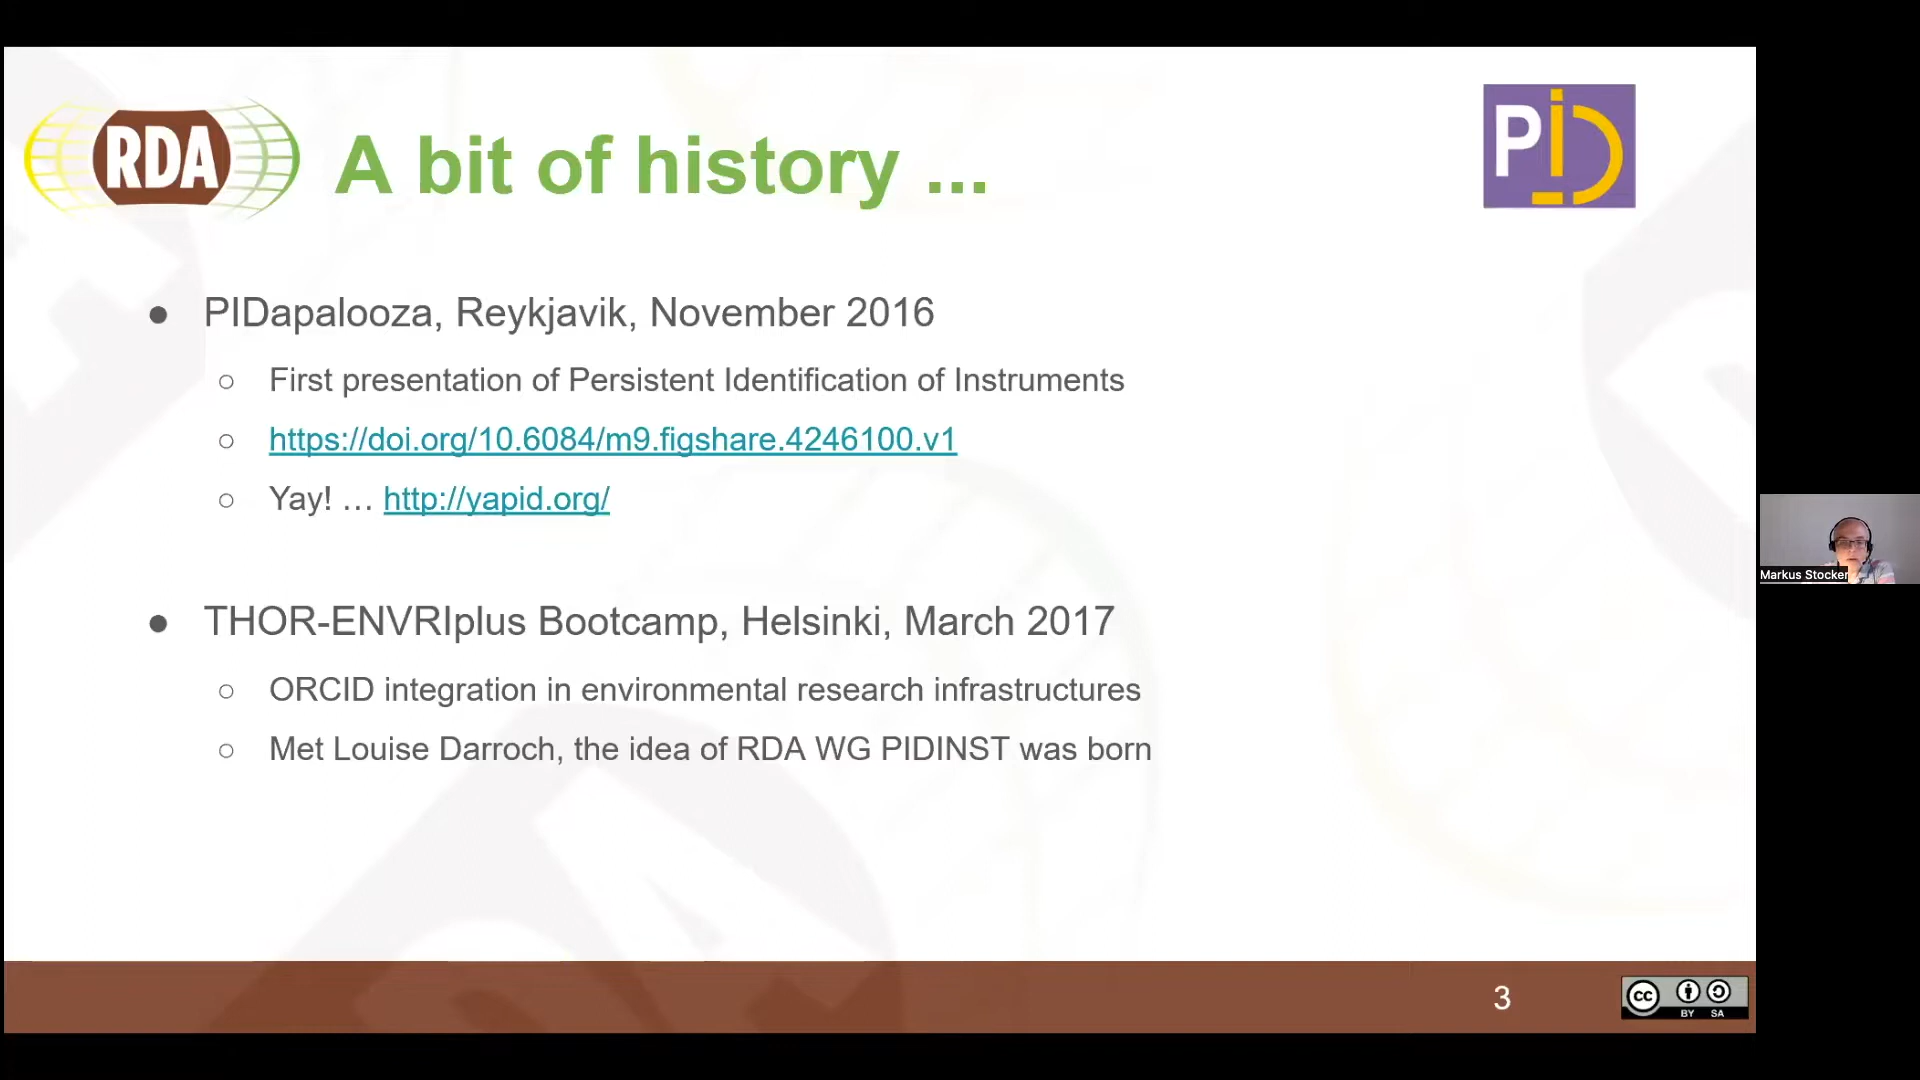 RDA
A bit of history ...
PiD
● PIDapalooza, Reykjavik, November 2016
○ First presentation of Persistent Identification of Instruments
○ https://doi.org/10.6084/m9.figshare.4246100.v1
○ Yay! … http://yapid.org/
● THOR-ENVRIplus Bootcamp, Helsinki, March 2017
○ ORCID integration in environmental research infrastructures
○ Met Louise Darroch, the idea of RDA WG PIDINST was born
Markus Stocker
3
cc
BY SA